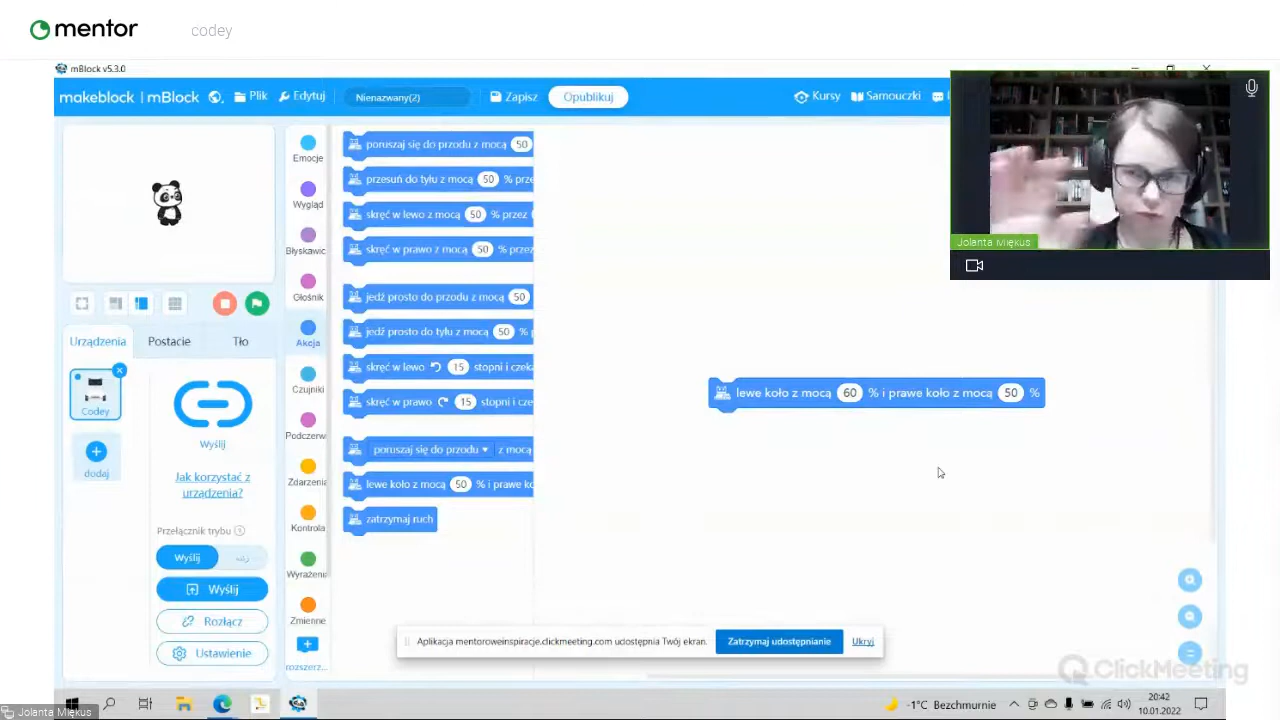 mentor
codey
mBlock v5.3.0
makeblock | mBlock Plik Edytuj Nienazwany(2) Zapisz Opublikuj Kursy Samouczki
Jolanta Miękus
Emocje
Wygląd
Błyskawic
Głośnik
Akcja
Czujniki
Podczerw
Zdarzenia
Kontrola
Wyrażenia
Zmienne
rozszerz...
poruszaj się do przodu z mocą 50
przesuń do tyłu z mocą 50 % prze
skręć w lewo z mocą 50 % przez
skręć w prawo z mocą 50 % przez
jedź prosto do przodu z mocą 50
jedź prosto do tyłu z mocą 50 %
skręć w lewo 15 stopni i czeka
skręć w prawo 15 stopni i cze
poruszaj się do przodu z mocą
lewe koło z mocą 50 % i prawe ko
zatrzymaj ruch
lewe koło z mocą 60 % i prawe koło z mocą 50 %
Urządzenia Postacie Tło
Codey
dodaj
Wyślij
Jak korzystać z
urządzenia?
Przełącznik trybu
Wyślij
Wyślij
Rozłącz
Ustawienie
Aplikacja mentoroweinspiracje.clickmeeting.com udostępnia Twój ekran. Zatrzymaj udostępnianie Ukryj
ClickMeeting
Jolanta Miękus
-1°C Bezchmurnie
20:42
10.01.2022